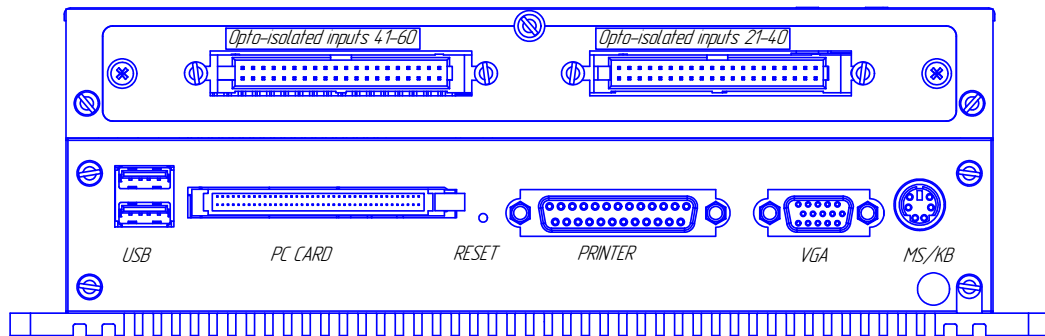 Opto-isolated inputs 41-60
Opto-isolated inputs 21-40
USB
PC CARD
RESET
PRINTER
VGA
MS/KB